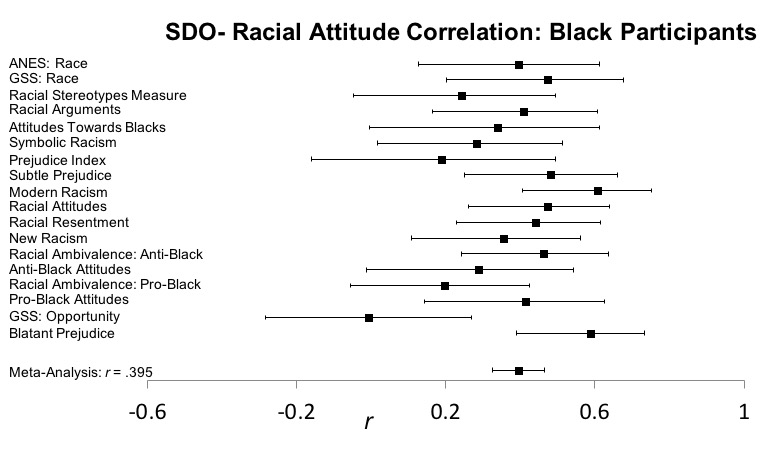 SDO- Racial Attitude Correlation: Black Participants
ANES: Race
GSS: Race
Racial Stereotypes Measure
Racial Arguments
Attitudes Towards Blacks
Symbolic Racism
Prejudice Index
Subtle Prejudice
Modern Racism
Racial Attitudes
Racial Resentment
New Racism
Racial Ambivalence: Anti-Black
Anti-Black Attitudes
Racial Ambivalence: Pro-Black
Pro-Black Attitudes
GSS: Opportunity
Blatant Prejudice
Meta-Analysis: r = .395
-0.6 -0.2 0.2 0.6 1
r